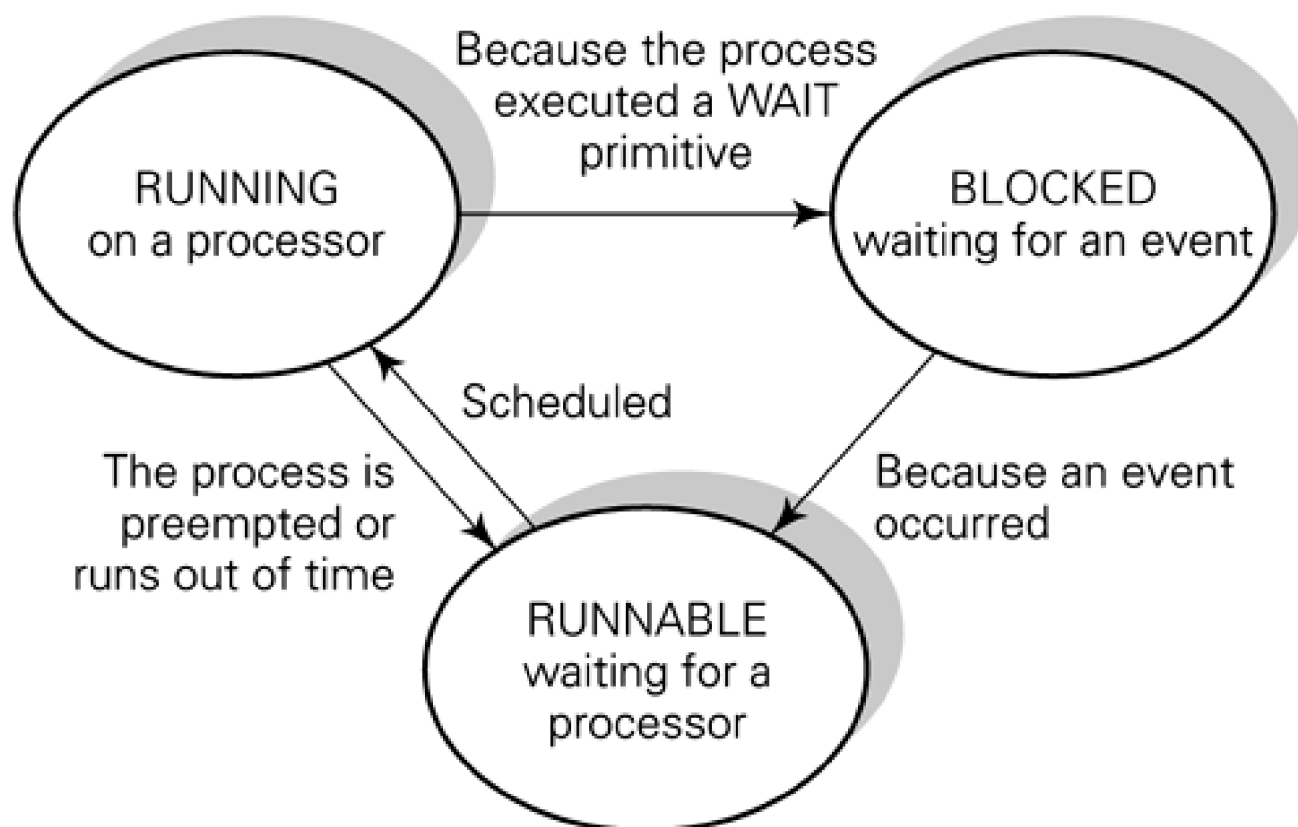 Because the process
executed a WAIT
primitive
RUNNING
on a processor
BLOCKED
waiting for an event
Scheduled
The process is
preempted or
runs out of time
Because an event
occurred
RUNNABLE
waiting for a
processor